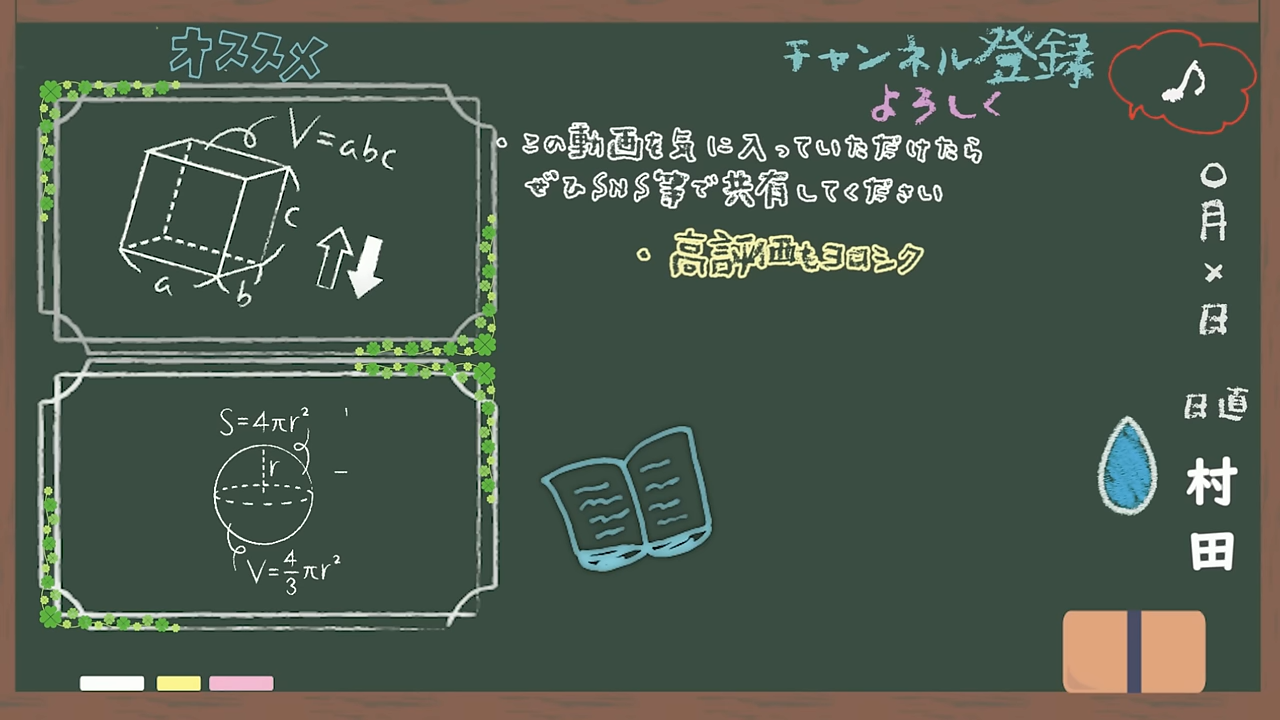 オススメ
チャンネル登録
よろしく
・この動画を気に入っていただけたら
ぜひSNS等で共有してください
・高評価もヨロシク
V=abc
c
a
b
S=4πr²
r
V=4/3πr²
〇月×日
日直
村田